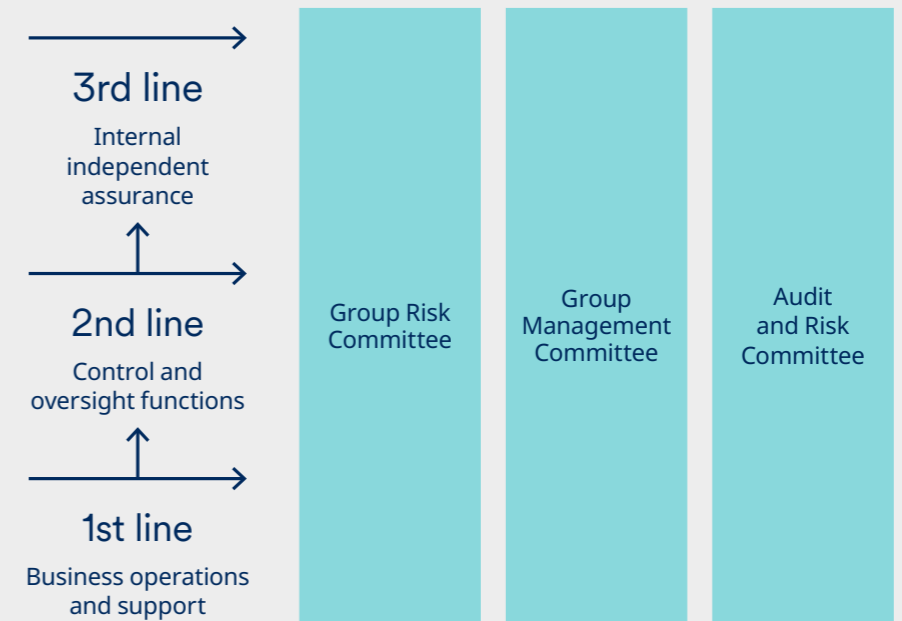 3rd line
Internal
independent
assurance
2nd line
Control and
oversight functions
1st line
Business operations
and support
Group Risk
Committee
Group
Management
Committee
Audit
and Risk
Committee